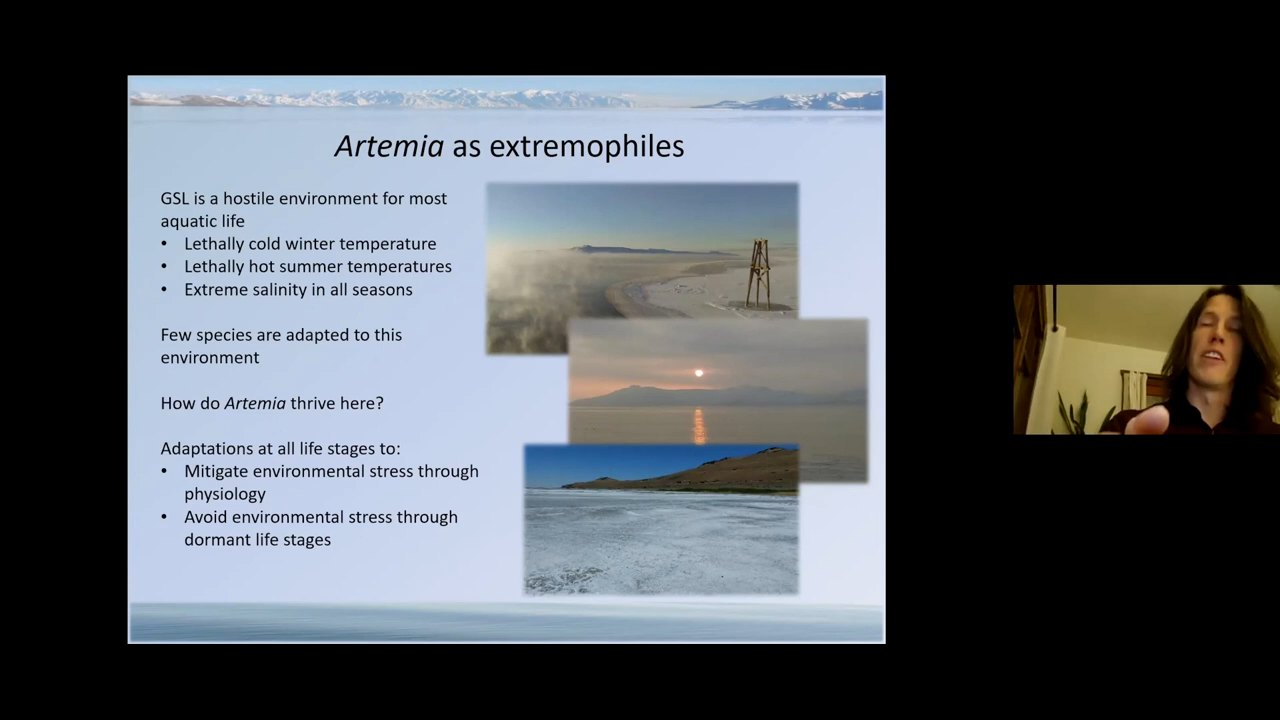 Artemia as extremophiles
GSL is a hostile environment for most
aquatic life
• Lethally cold winter temperature
• Lethally hot summer temperatures
• Extreme salinity in all seasons
Few species are adapted to this
environment
How do Artemia thrive here?
Adaptations at all life stages to:
• Mitigate environmental stress through
physiology
• Avoid environmental stress through
dormant life stages